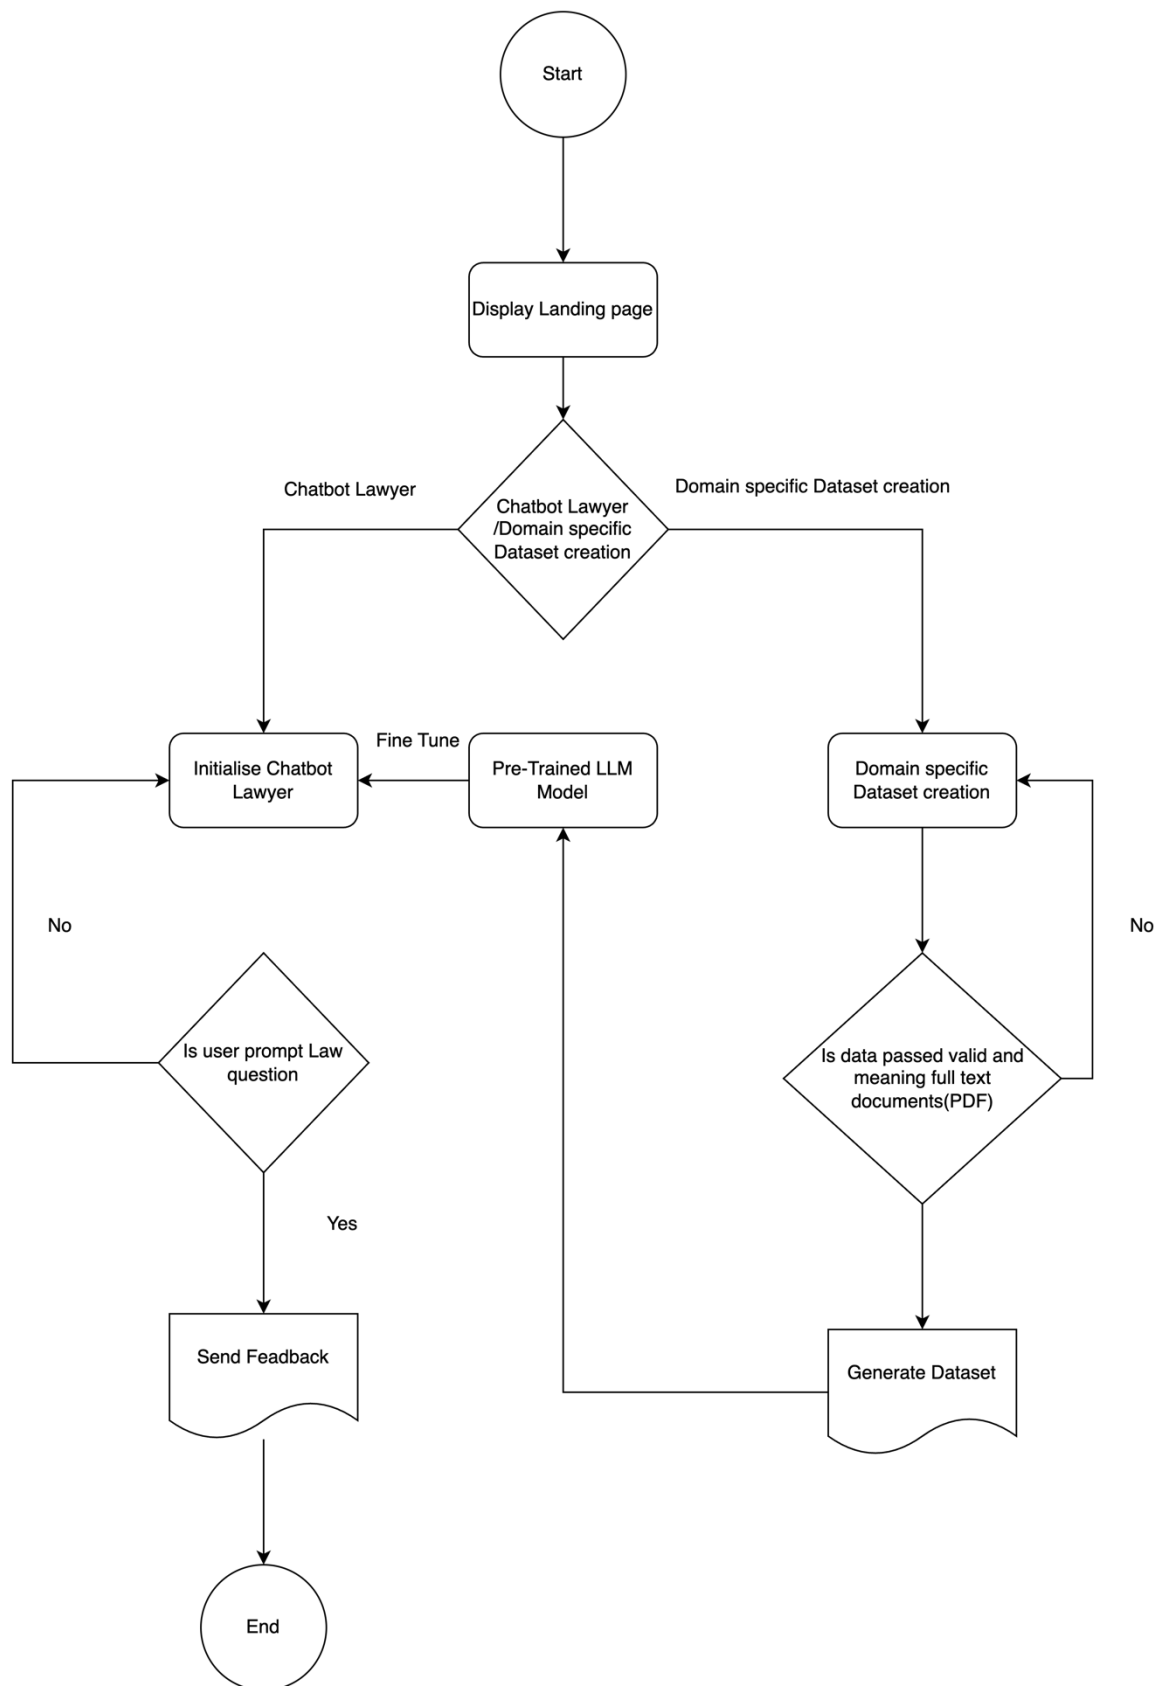 Start
Display Landing page
Chatbot Lawyer
Domain specific Dataset creation
Chatbot Lawyer
/Domain specific
Dataset creation
Initialise Chatbot
Lawyer
Fine Tune
Pre-Trained LLM
Model
Domain specific
Dataset creation
No
No
Is user prompt Law
question
Is data passed valid and
meaning full text
documents(PDF)
Yes
Send Feadback
Generate Dataset
End